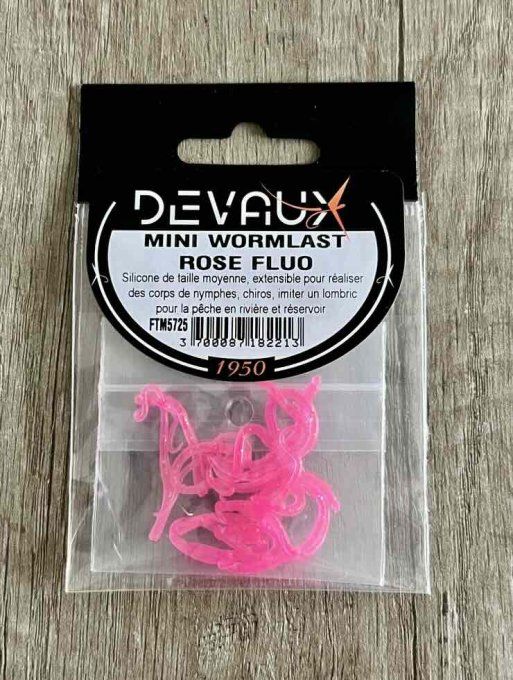 DEVAUX
MINI WORMLAST
ROSE FLUO
Silicone de taille moyenne, extensible pour réaliser
des corps de nymphes, chiros, imiter un lombric
pour la pêche en rivière et réservoir
FTM5725
3 700087 182213
1950